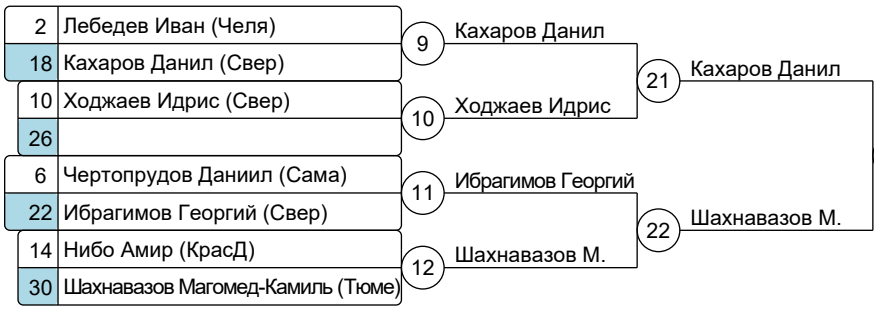 2 Лебедев Иван (Челя)
18 Кахаров Данил (Свер)
10 Ходжаев Идрис (Свер)
26
6 Чертопрудов Даниил (Сама)
22 Ибрагимов Георгий (Свер)
14 Нибо Амир (КрасД)
30 Шахнавазов Магомед-Камиль (Тюме)
9 Кахаров Данил
10 Ходжаев Идрис
11 Ибрагимов Георгий
12 Шахнавазов М.
21 Кахаров Данил
22 Шахнавазов М.